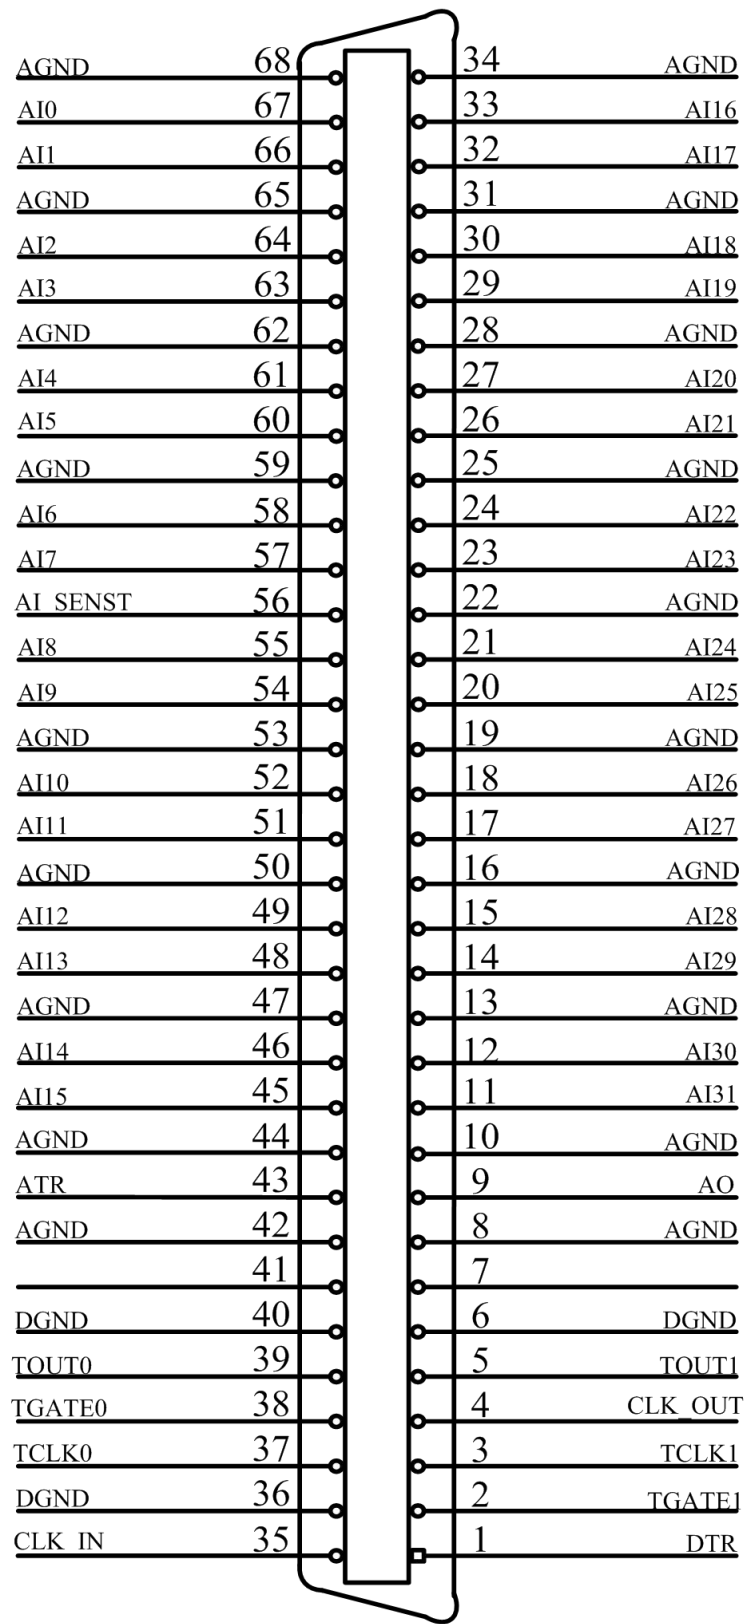 AGND 68 34 AGND
AI0 67 33 AI16
AI1 66 32 AI17
AGND 65 31 AGND
AI2 64 30 AI18
AI3 63 29 AI19
AGND 62 28 AGND
AI4 61 27 AI20
AI5 60 26 AI21
AGND 59 25 AGND
AI6 58 24 AI22
AI7 57 23 AI23
AI_SENST 56 22 AGND
AI8 55 21 AI24
AI9 54 20 AI25
AGND 53 19 AGND
AI10 52 18 AI26
AI11 51 17 AI27
AGND 50 16 AGND
AI12 49 15 AI28
AI13 48 14 AI29
AGND 47 13 AGND
AI14 46 12 AI30
AI15 45 11 AI31
AGND 44 10 AGND
ATR 43 9 AO
AGND 42 8 AGND
41 7
DGND 40 6 DGND
TOUT0 39 5 TOUT1
TGATE0 38 4 CLK_OUT
TCLK0 37 3 TCLK1
DGND 36 2 TGATE1
CLK_IN 35 1 DTR